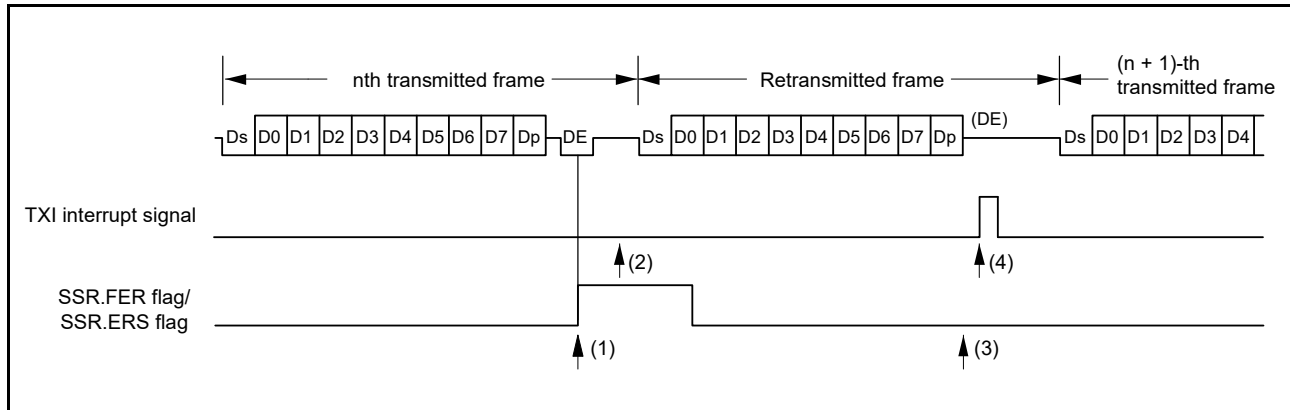 nth transmitted frame
Retransmitted frame
(n + 1)-th
transmitted frame
Ds D0 D1 D2 D3 D4 D5 D6 D7 Dp DE Ds D0 D1 D2 D3 D4 D5 D6 D7 Dp (DE) Ds D0 D1 D2 D3 D4
TXI interrupt signal
(2) (4)
SSR.FER flag/
SSR.ERS flag
(1) (3)